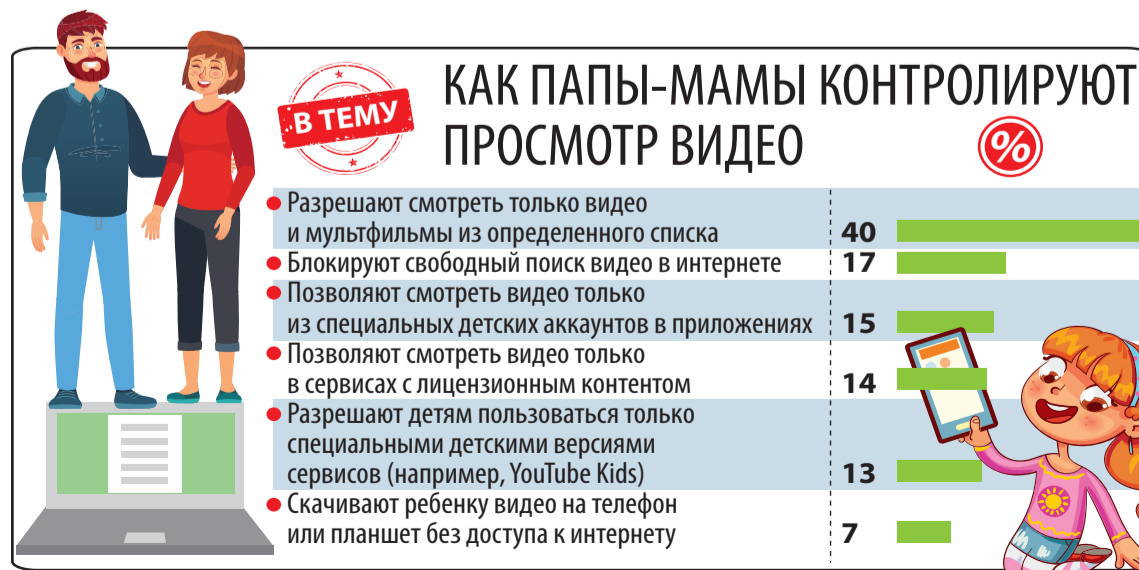 В ТЕМУ
КАК ПАПЫ-МАМЫ КОНТРОЛИРУЮТ
ПРОСМОТР ВИДЕО
%
Разрешают смотреть только видео
и мультфильмы из определенного списка 40
Блокируют свободный поиск видео в интернете 17
Позволяют смотреть видео только
из специальных детских аккаунтов в приложениях 15
Позволяют смотреть видео только
в сервисах с лицензионным контентом 14
Разрешают детям пользоваться только
специальными детскими версиями
сервисов (например, YouTube Kids) 13
Скачивают ребенку видео на телефон
или планшет без доступа к интернету 7